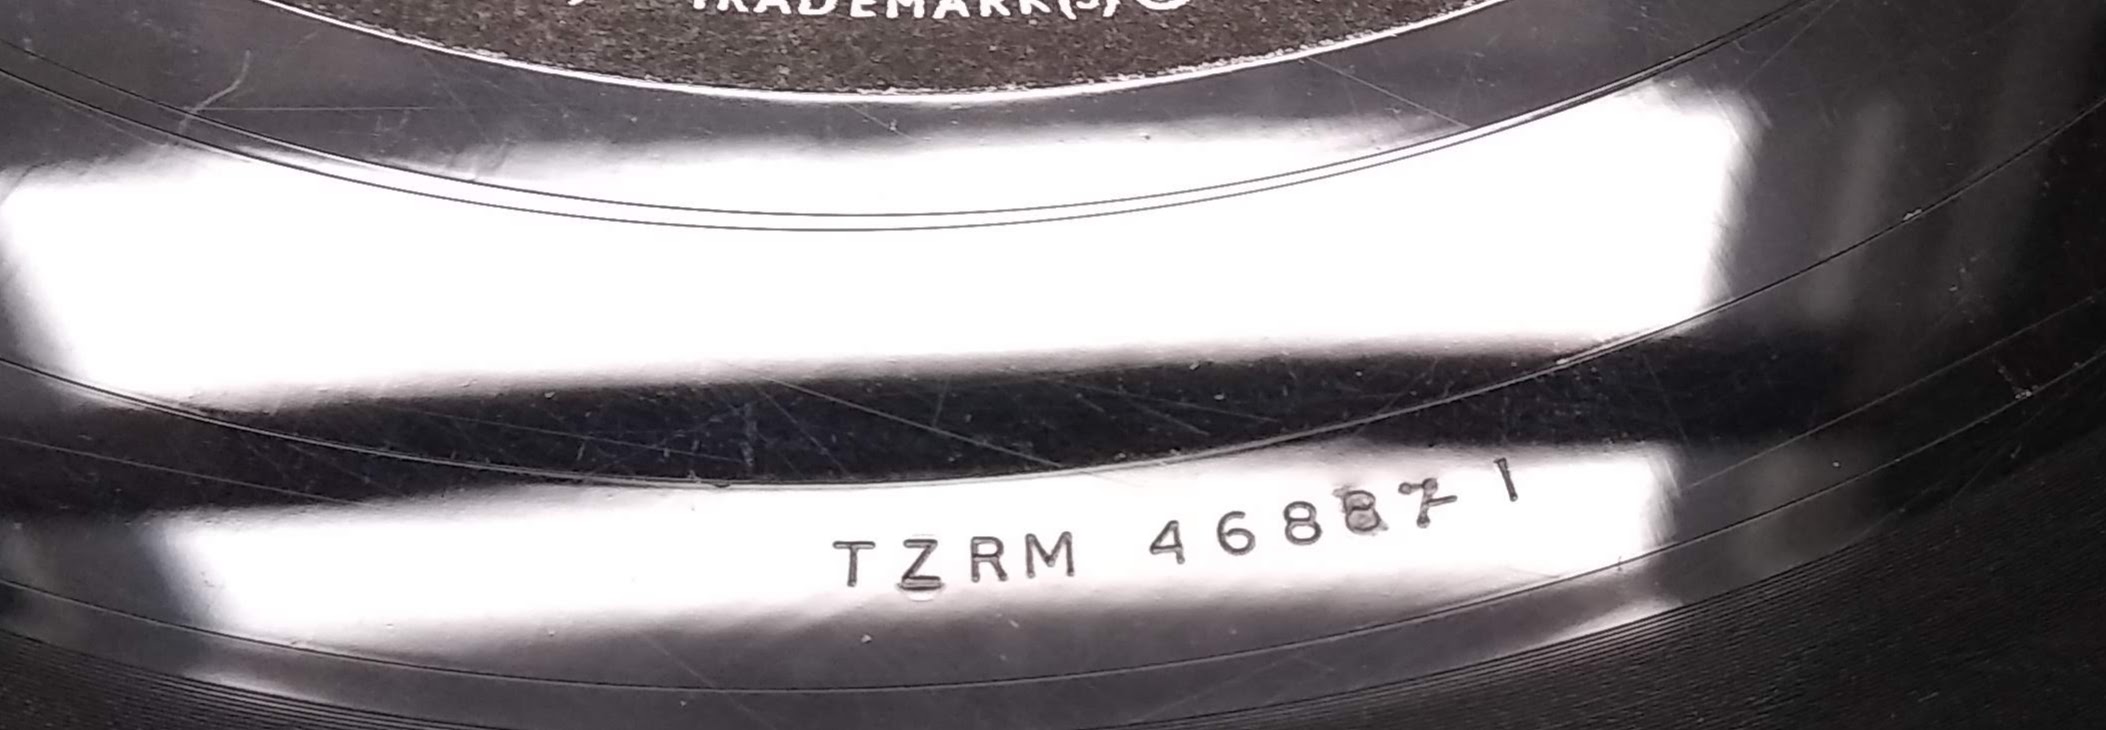 TRADEMARK(S) ®
TZRM 46887 1